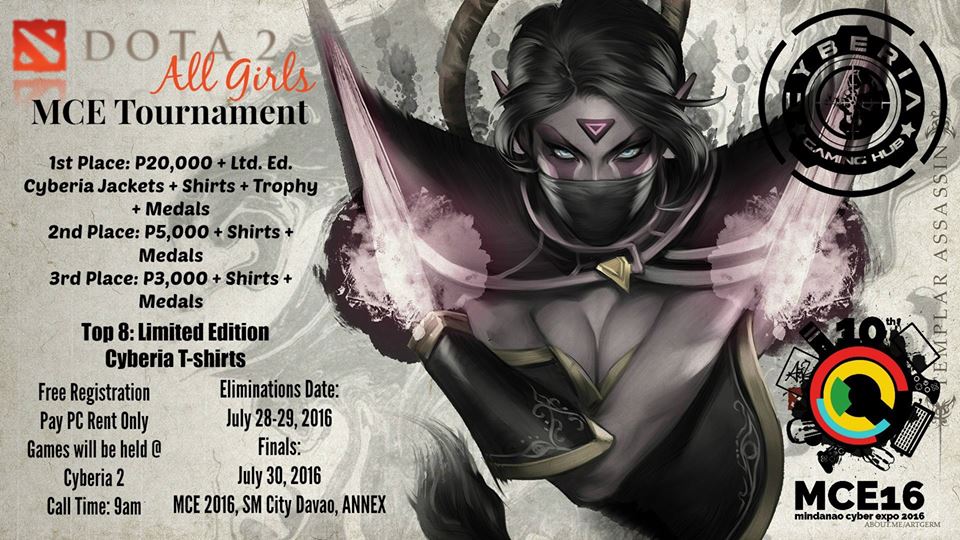 DOTA 2
All Girls
MCE Tournament
1st Place: P20,000 + Ltd. Ed.
Cyberia Jackets + Shirts + Trophy
+ Medals
2nd Place: P5,000 + Shirts +
Medals
3rd Place: P3,000 + Shirts +
Medals
Top 8: Limited Edition
Cyberia T-shirts
Free Registration
Pay PC Rent Only
Games will be held @
Cyberia 2
Call Time: 9am
Eliminations Date:
July 28-29, 2016
Finals:
July 30, 2016
MCE 2016, SM City Davao, ANNEX
CYBERIA
GAMING HUB
TEMPLAR ASSASSIN
10th
MCE16
mindanao cyber expo 2016
ABOUT.ME/ARTGERM